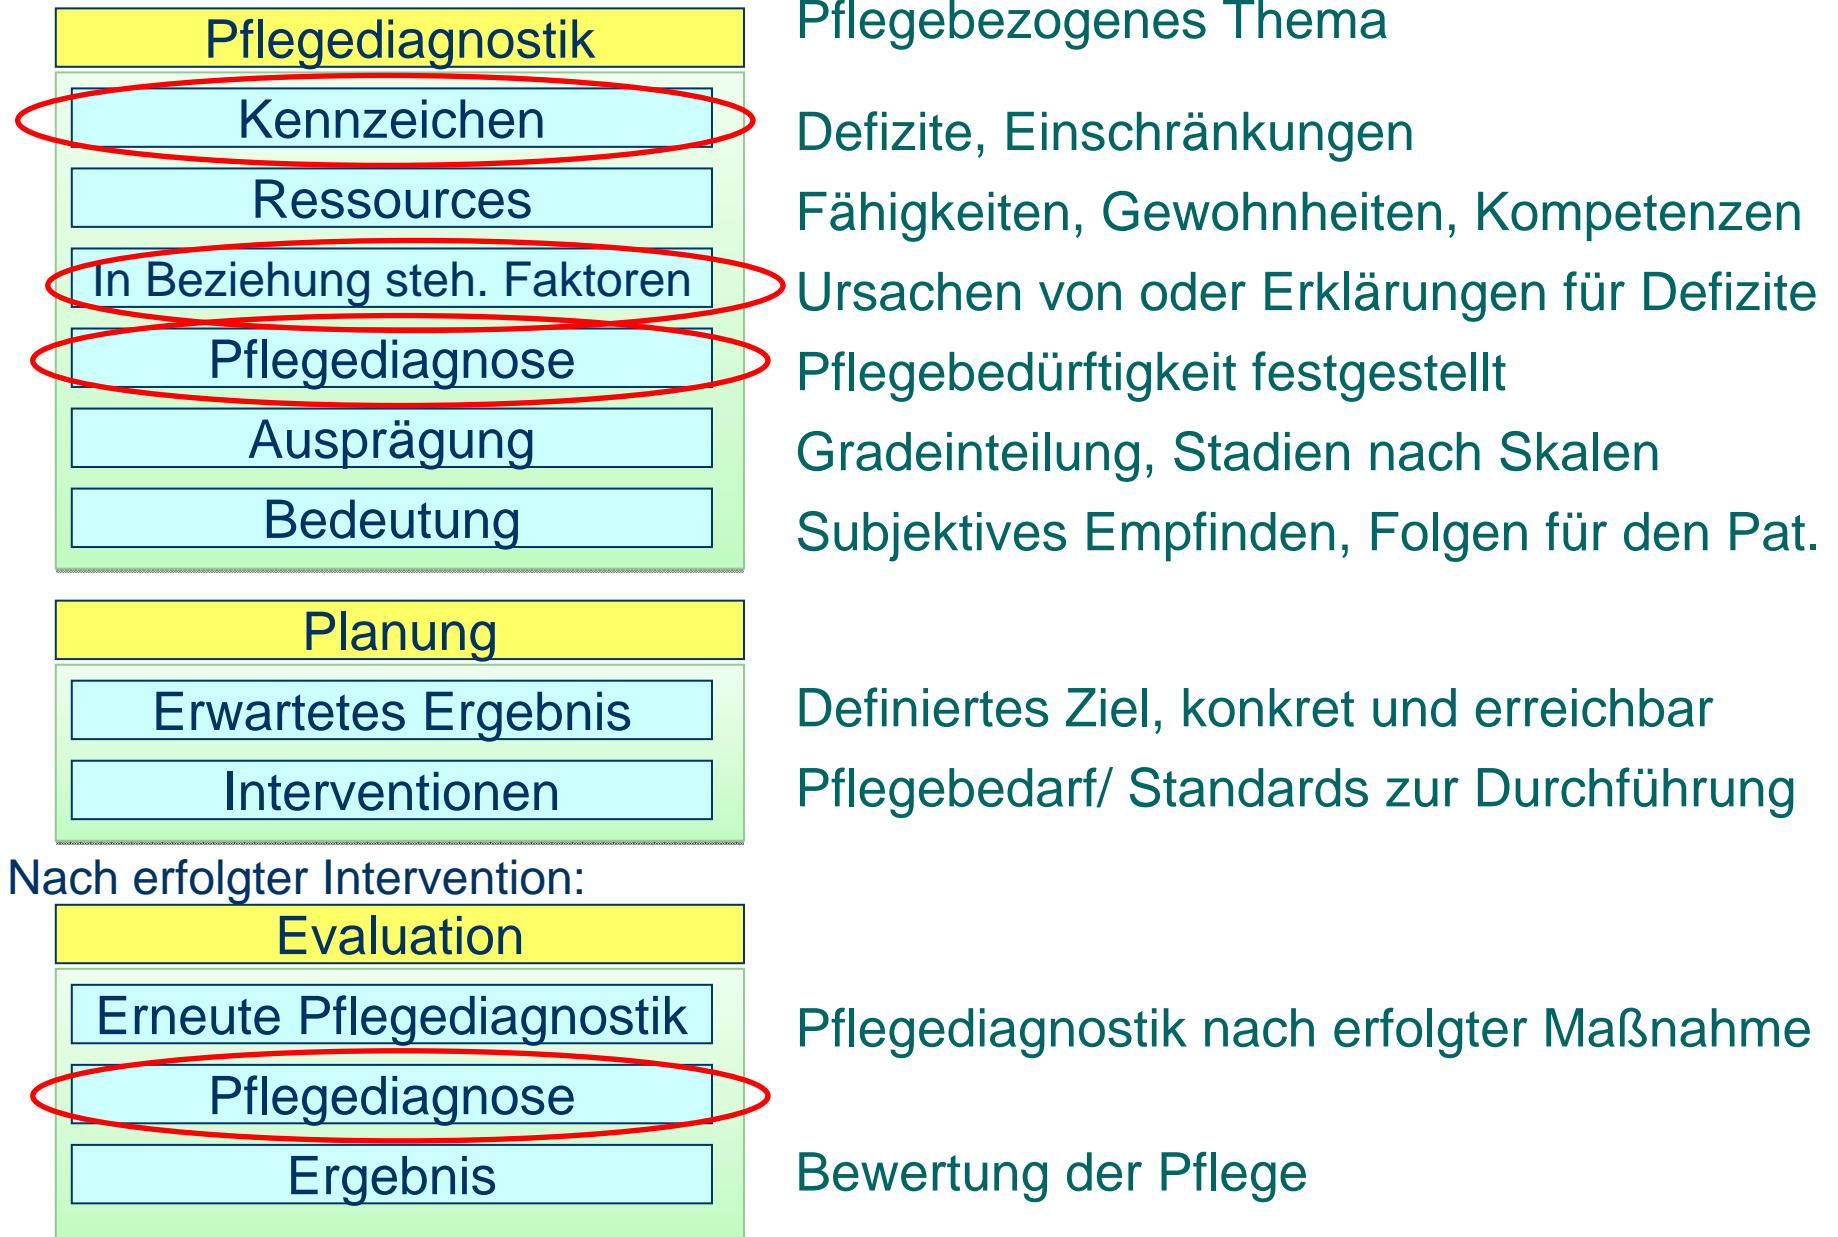 Pflegediagnostik
Pflegebezogenes Thema
Kennzeichen
Defizite, Einschränkungen
Ressources
Fähigkeiten, Gewohnheiten, Kompetenzen
In Beziehung steh. Faktoren
Ursachen von oder Erklärungen für Defizite
Pflegediagnose
Pflegebedürftigkeit festgestellt
Ausprägung
Gradeinteilung, Stadien nach Skalen
Bedeutung
Subjektives Empfinden, Folgen für den Pat.
Planung
Erwartetes Ergebnis
Definiertes Ziel, konkret und erreichbar
Interventionen
Pflegebedarf/ Standards zur Durchführung
Nach erfolgter Intervention:
Evaluation
Erneute Pflegediagnostik
Pflegediagnostik nach erfolgter Maßnahme
Pflegediagnose
Ergebnis
Bewertung der Pflege